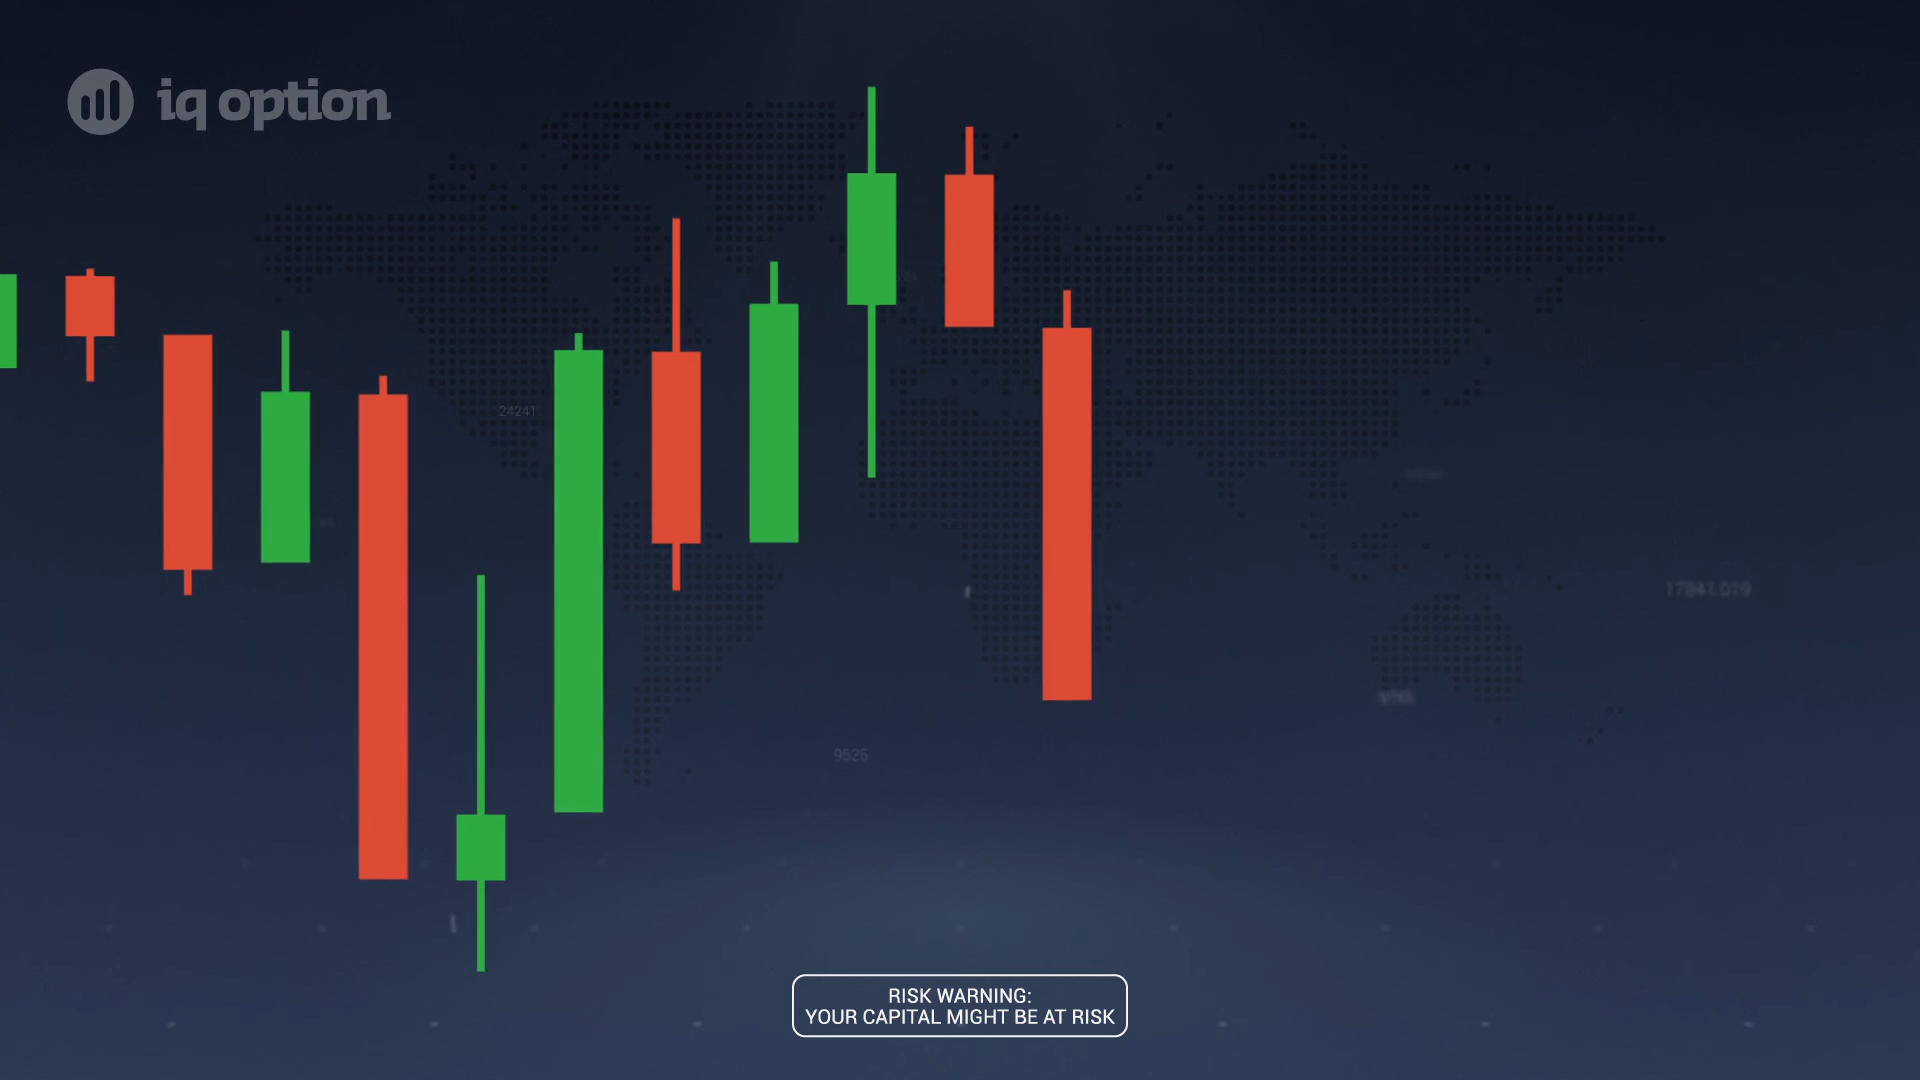 iq option
24241
17841.079
9526
RISK WARNING:
YOUR CAPITAL MIGHT BE AT RISK